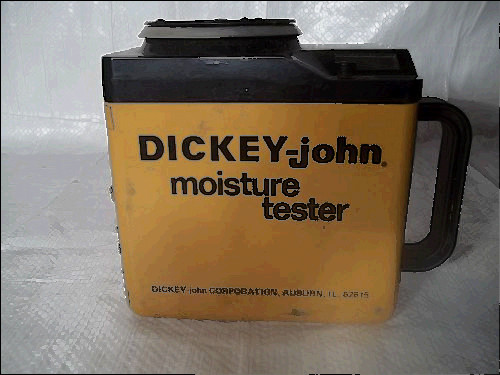 DICKEY-john
moisture
tester
DICKEY-john CORPORATION, AUBURN, IL. 62615